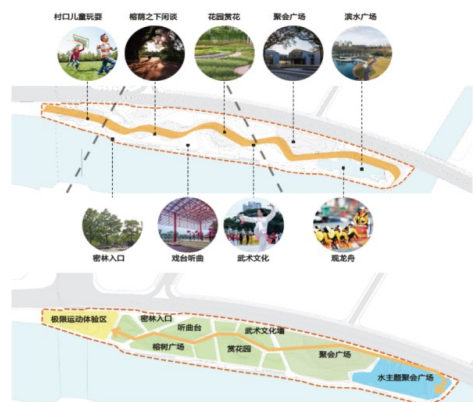 村口儿童玩耍
榕荫之下闲谈
花园赏花
聚会广场
滨水广场
密林入口
戏台听曲
武术文化
观龙舟
极限运动体验区
密林入口
听曲台
武术文化墙
榕树广场
赏花园
聚会广场
水主题聚会广场